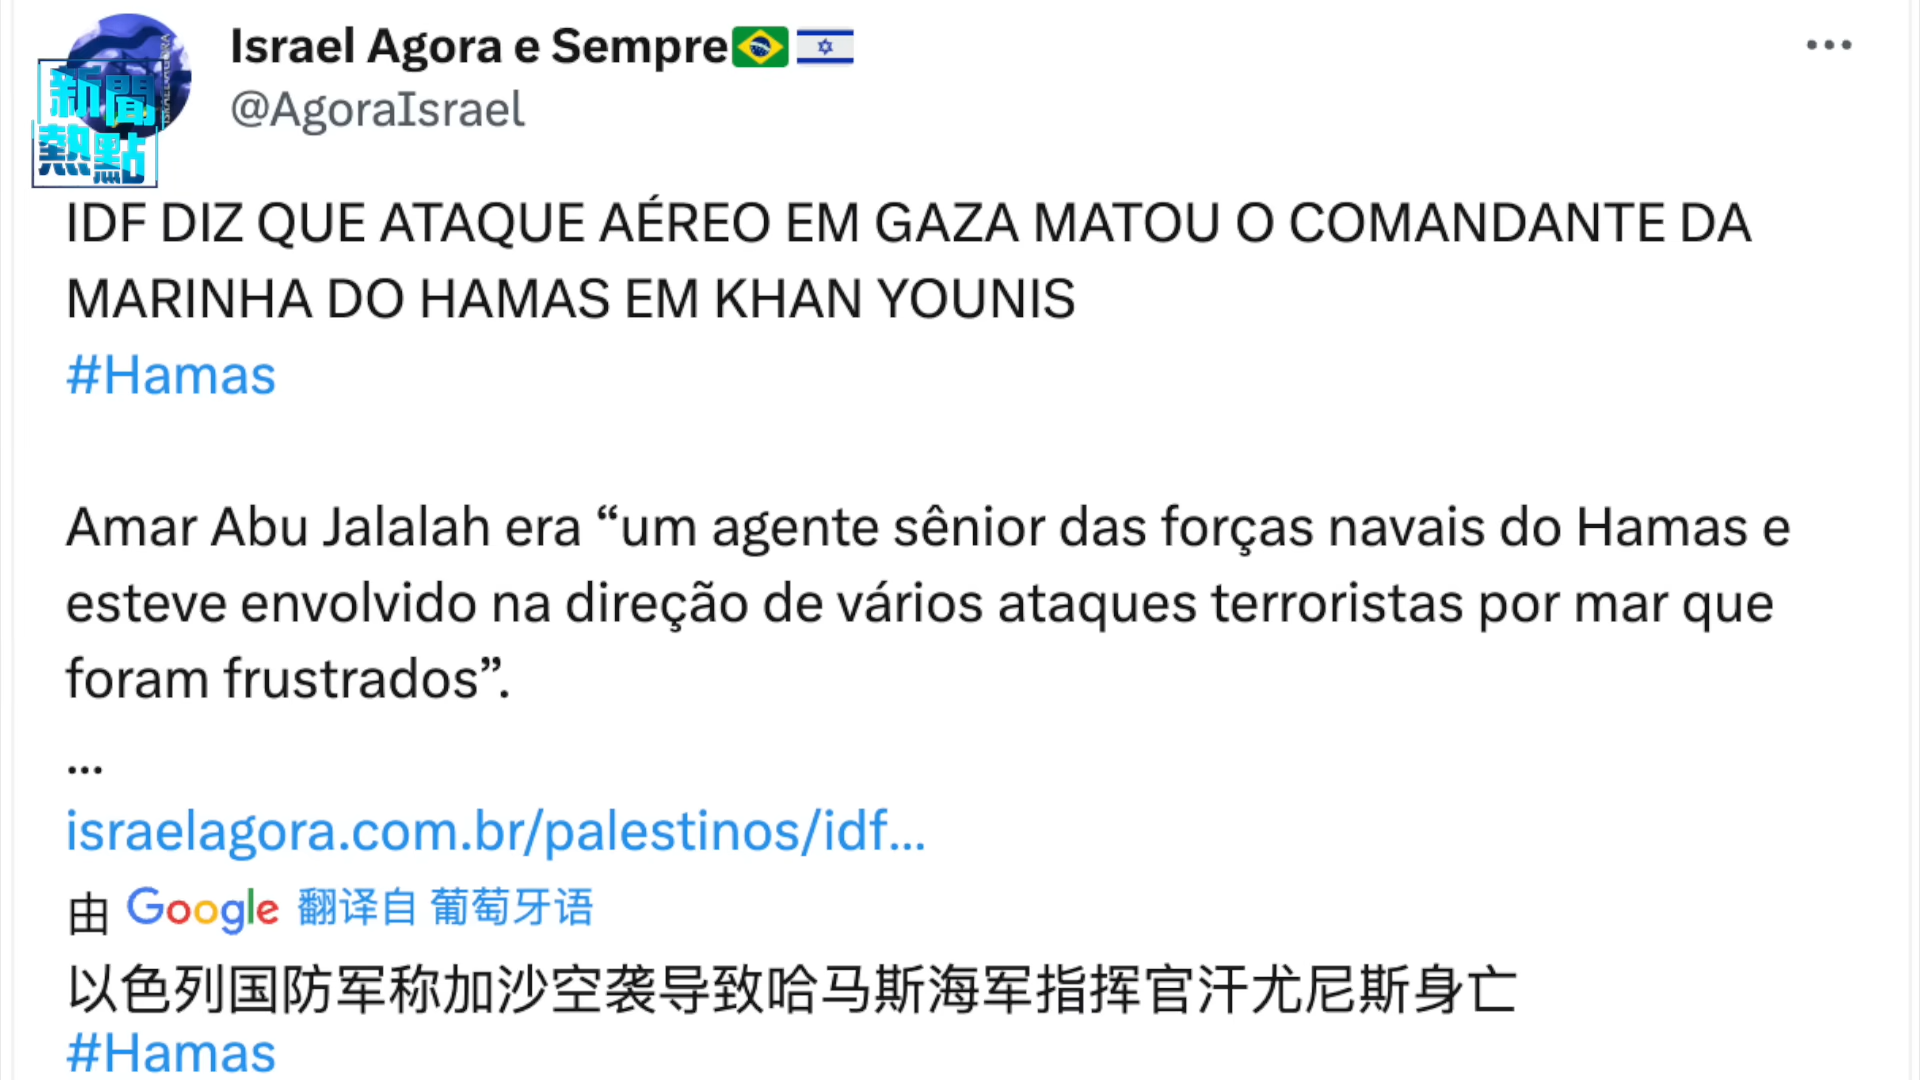 Israel Agora e Sempre
@AgoraIsrael
新聞
熱點
IDF DIZ QUE ATAQUE AÉREO EM GAZA MATOU O COMANDANTE DA
MARINHA DO HAMAS EM KHAN YOUNIS
#Hamas
Amar Abu Jalalah era “um agente sênior das forças navais do Hamas e
esteve envolvido na direção de vários ataques terroristas por mar que
foram frustrados”.
...
israelagora.com.br/palestinos/idf...
由 Google 翻译自 葡萄牙语
以色列国防军称加沙空袭导致哈马斯海军指挥官汗尤尼斯身亡
#Hamas